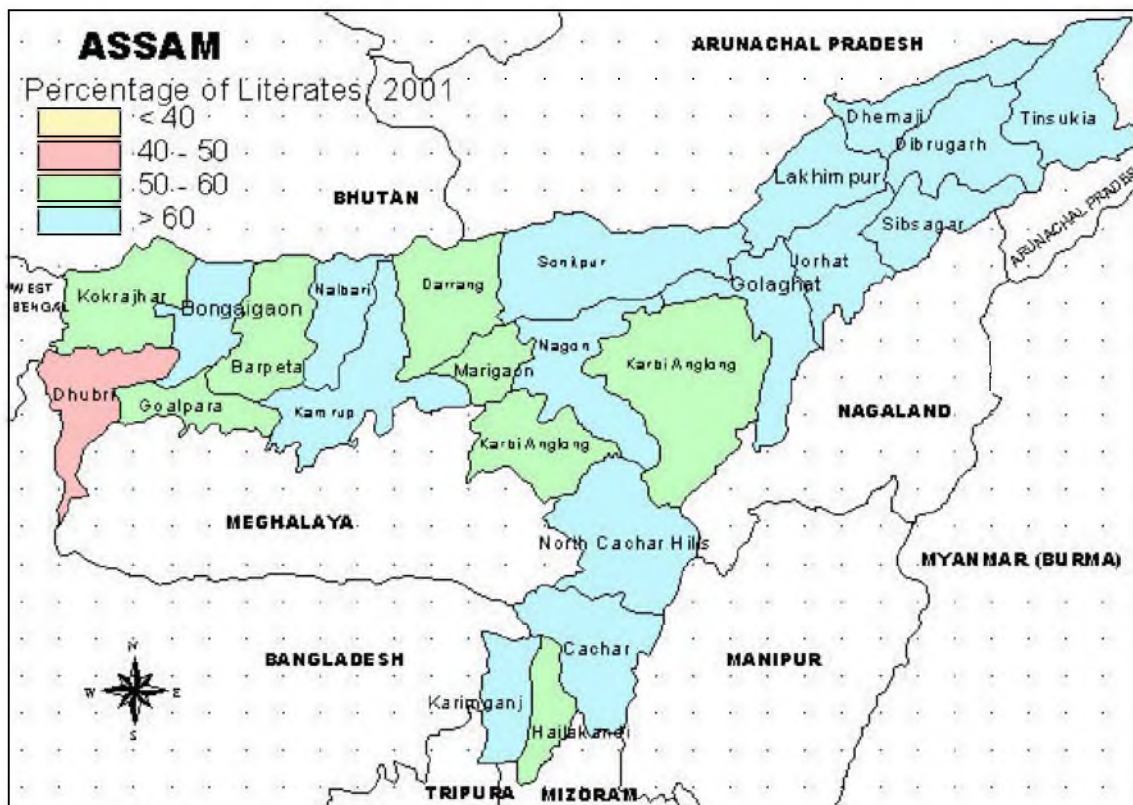 ASSAM
Percentage of Literates, 2001
< 40
40 - 50
50 - 60
> 60
ARUNACHAL PRADESH
BHUTAN
Dhemaji
Tinsukia
Dibrugarh
Lakhimpur
ARUNACHAL PRADESH
Sibsagar
WEST
BENGAL
Kokrajhar
Bongaigaon
Nalbari
Darrang
Sonitpur
Golaghat
Jorhat
Dhubri
Barpeta
Marigaon
Nagon
Karbi Anglong
Goalpara
Kamrup
Karbi Anglong
NAGALAND
MEGHALAYA
North Cachar Hills
MYANMAR (BURMA)
BANGLADESH
Cachar
MANIPUR
N
W
E
S
Karimganj
Hailakandi
TRIPURA
MIZORAM